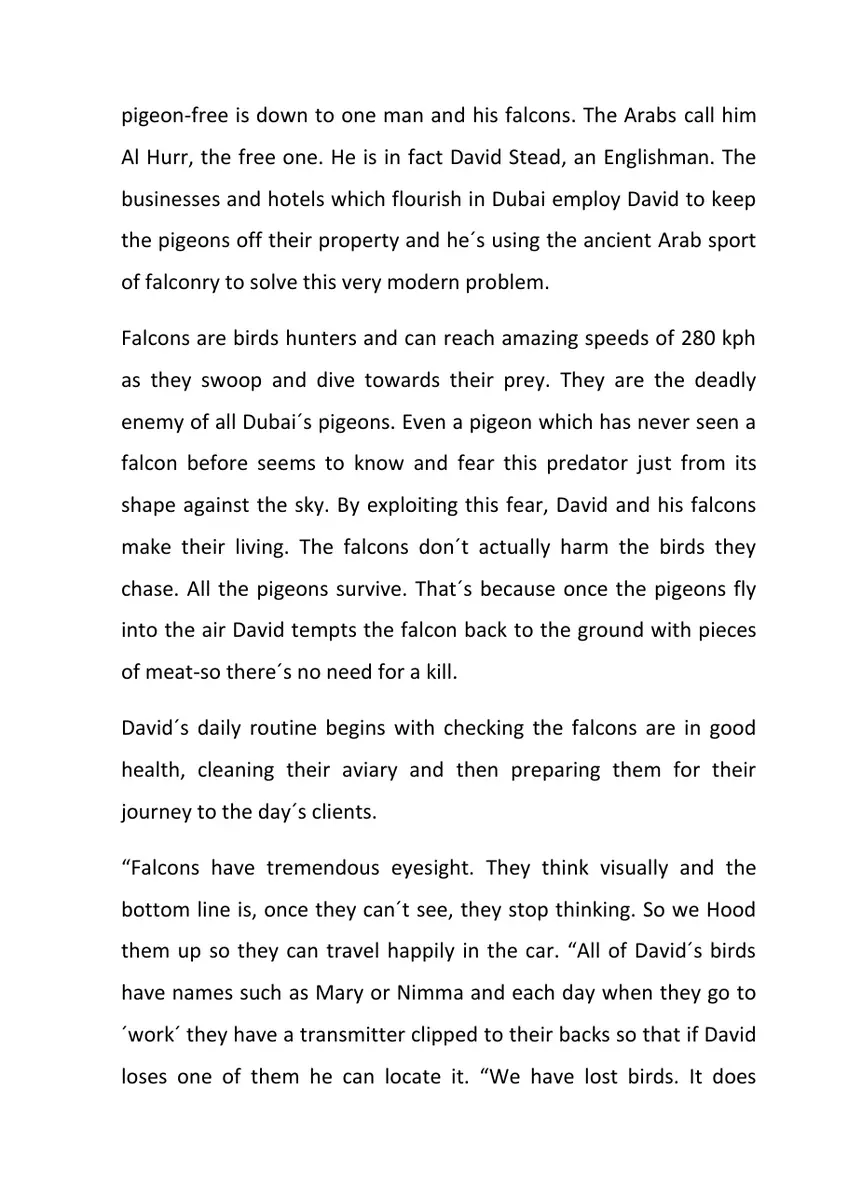 pigeon-free is down to one man and his falcons. The Arabs call him
Al Hurr, the free one. He is in fact David Stead, an Englishman. The
businesses and hotels which flourish in Dubai employ David to keep
the pigeons off their property and he´s using the ancient Arab sport
of falconry to solve this very modern problem.
Falcons are birds hunters and can reach amazing speeds of 280 kph
as they swoop and dive towards their prey. They are the deadly
enemy of all Dubai´s pigeons. Even a pigeon which has never seen a
falcon before seems to know and fear this predator just from its
shape against the sky. By exploiting this fear, David and his falcons
make their living. The falcons don´t actually harm the birds they
chase. All the pigeons survive. That´s because once the pigeons fly
into the air David tempts the falcon back to the ground with pieces
of meat-so there´s no need for a kill.
David´s daily routine begins with checking the falcons are in good
health, cleaning their aviary and then preparing them for their
journey to the day´s clients.
“Falcons have tremendous eyesight. They think visually and the
bottom line is, once they can´t see, they stop thinking. So we Hood
them up so they can travel happily in the car. “All of David´s birds
have names such as Mary or Nimma and each day when they go to
´work´ they have a transmitter clipped to their backs so that if David
loses one of them he can locate it. “We have lost birds. It does